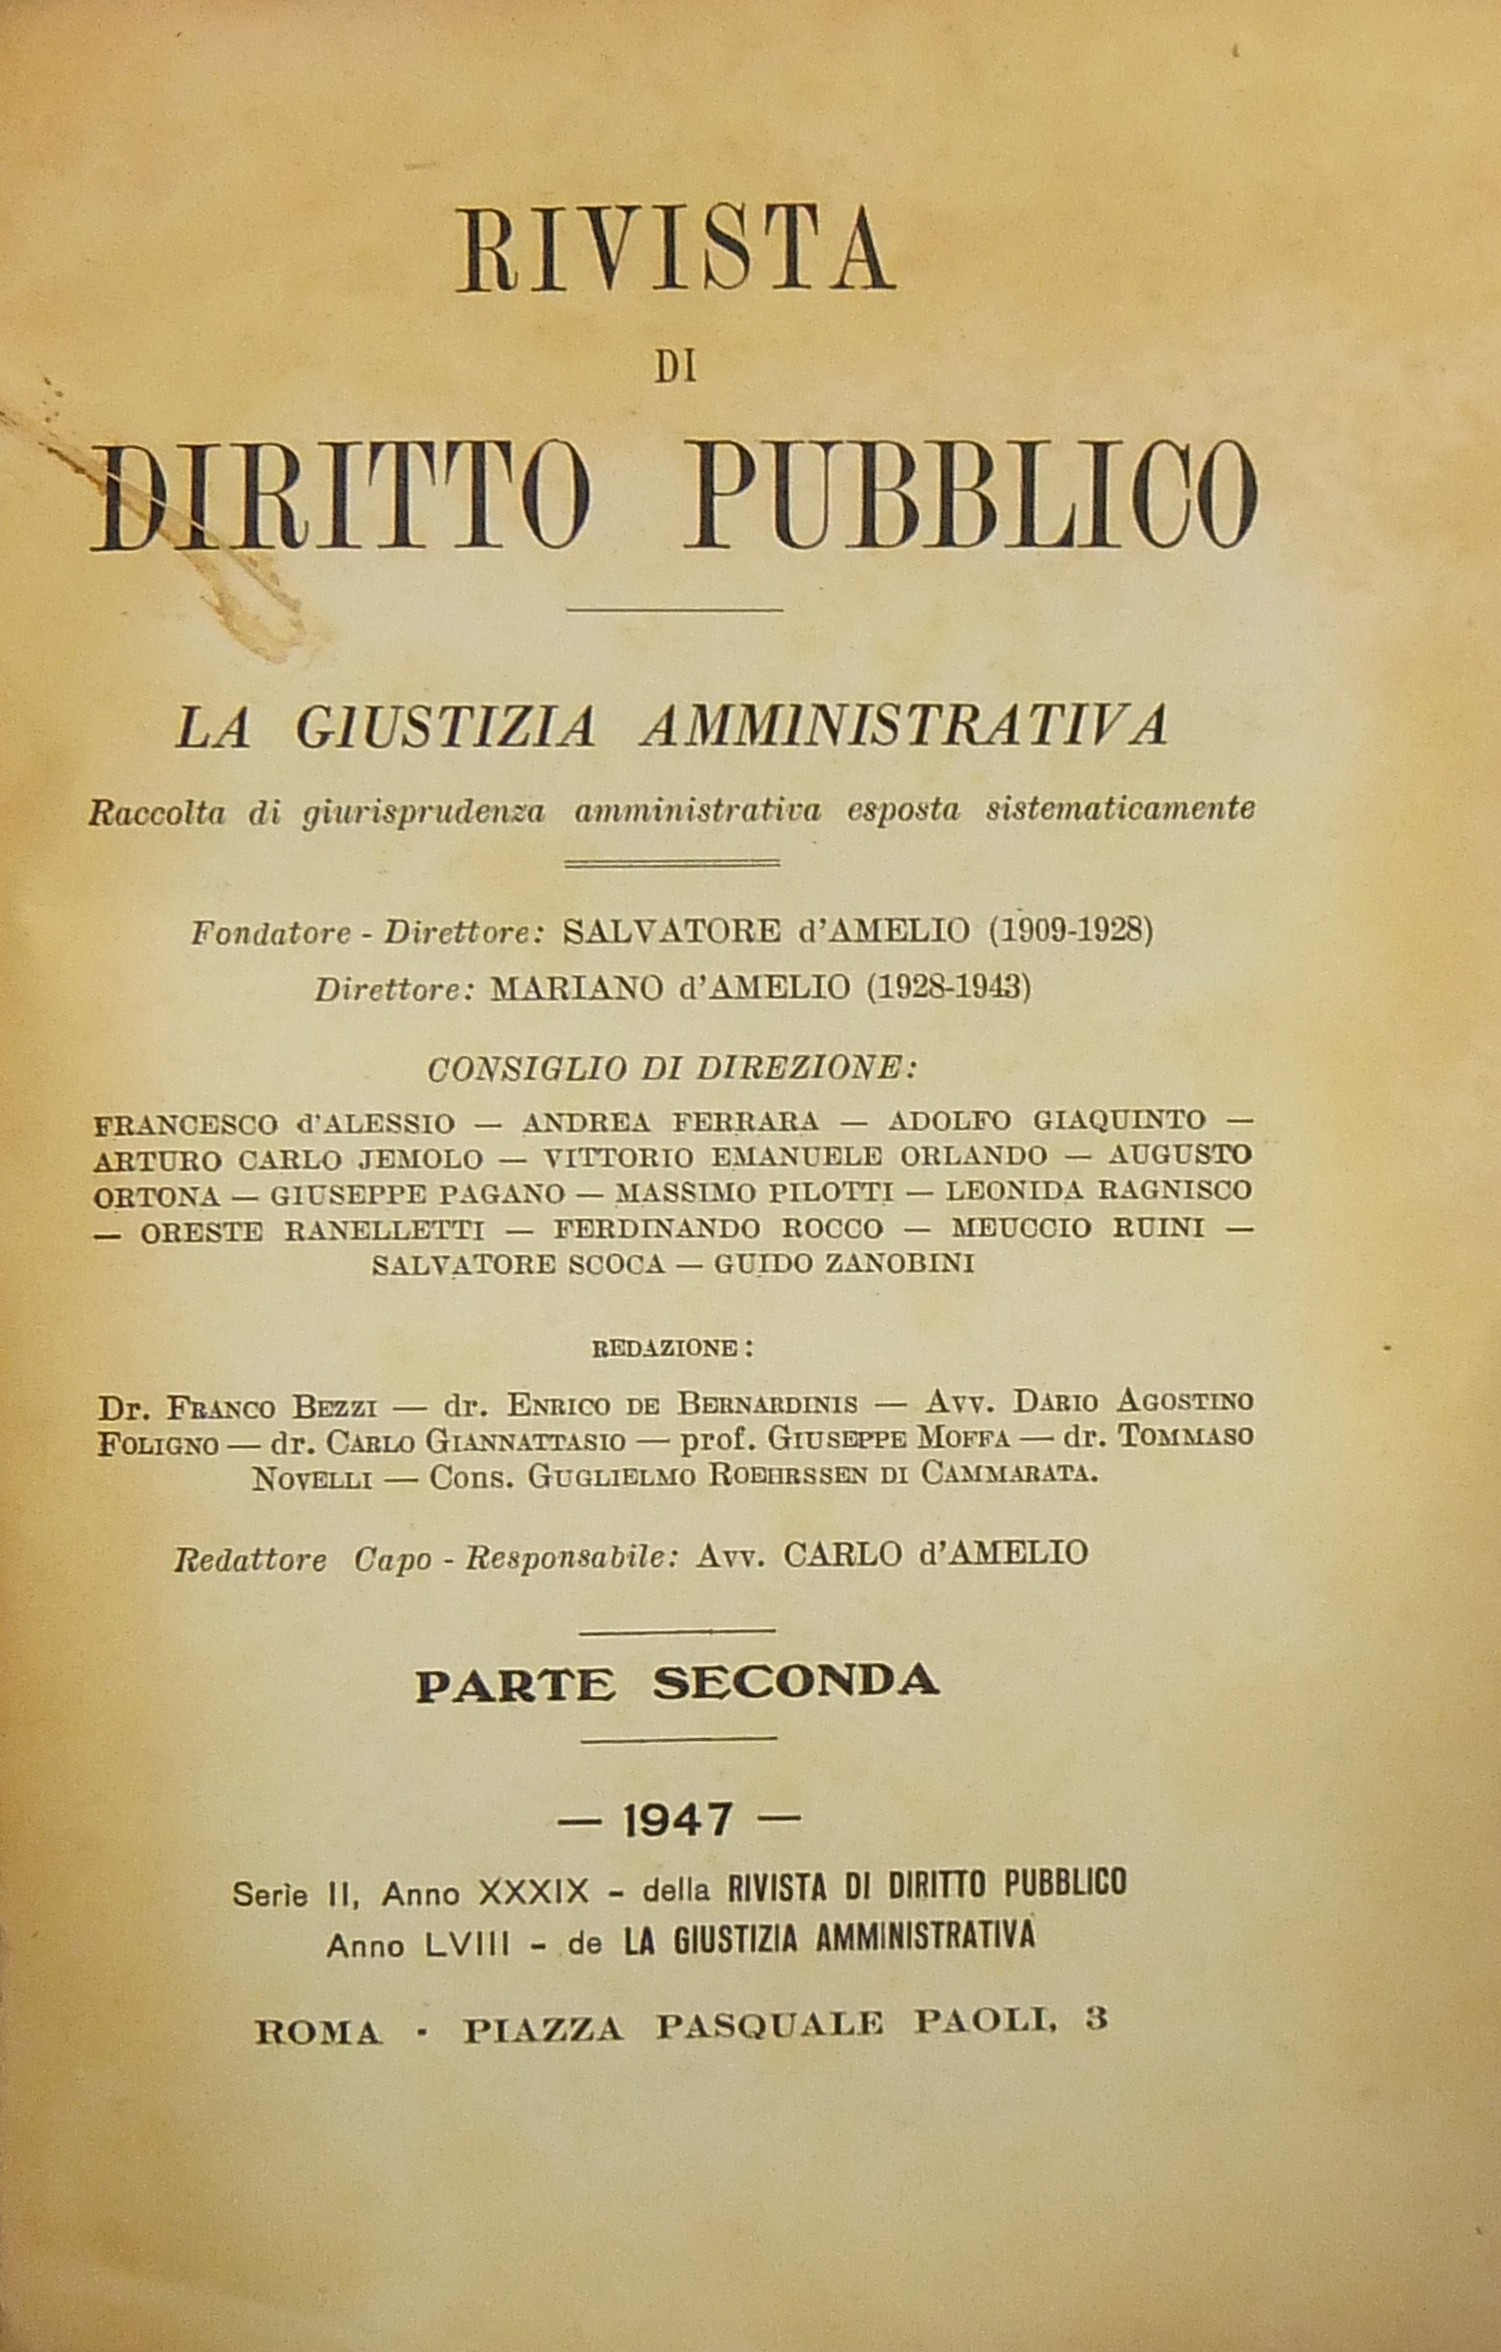 RIVISTA
DI
DIRITTO PUBBLICO
LA GIUSTIZIA AMMINISTRATIVA
Raccolta di giurisprudenza amministrativa esposta sistematicamente
Fondatore - Direttore: SALVATORE d'AMELIO (1909-1928)
Direttore: MARIANO d'AMELIO (1928-1943)
CONSIGLIO DI DIREZIONE:
FRANCESCO d'ALESSIO — ANDREA FERRARA — ADOLFO GIAQUINTO —
ARTURO CARLO JEMOLO — VITTORIO EMANUELE ORLANDO — AUGUSTO
ORTONA — GIUSEPPE PAGANO — MASSIMO PILOTTI — LEONIDA RAGNISCO
— ORESTE RANELLETTI — FERDINANDO ROCCO — MEUCCIO RUINI —
SALVATORE SCOCA — GUIDO ZANOBINI
REDAZIONE:
Dr. FRANCO BEZZI — dr. ENRICO DE BERNARDINIS — Avv. DARIO AGOSTINO
FOLIGNO — dr. CARLO GIANNATTASIO — prof. GIUSEPPE MOFFA — dr. TOMMASO
NOVELLI — Cons. GUGLIELMO ROEHRSSEN DI CAMMARATA.
Redattore Capo - Responsabile: Avv. CARLO d'AMELIO
PARTE SECONDA
— 1947 —
Serie II, Anno XXXIX - della RIVISTA DI DIRITTO PUBBLICO
Anno LVIII - de LA GIUSTIZIA AMMINISTRATIVA
ROMA - PIAZZA PASQUALE PAOLI, 3